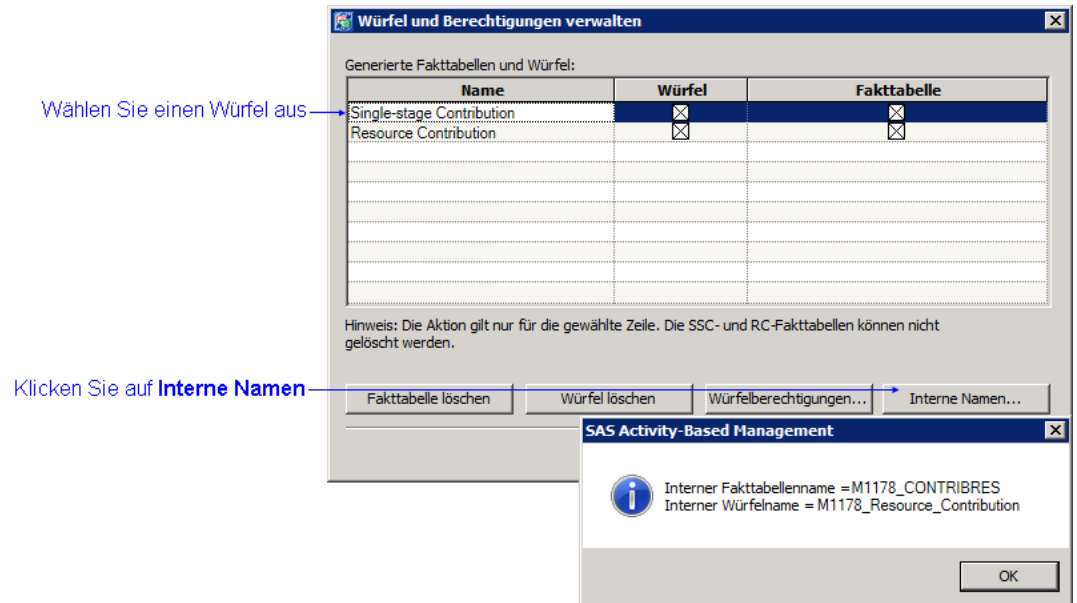 Würfel und Berechtigungen verwalten
Generierte Fakttabellen und Würfel:
Name Würfel Fakttabelle
Wählen Sie einen Würfel aus
Single-stage Contribution
Resource Contribution
Hinweis: Die Aktion gilt nur für die gewählte Zeile. Die SSC- und RC-Fakttabellen können nicht
gelöscht werden.
Klicken Sie auf Interne Namen
Fakttabelle löschen Würfel löschen Würfelberechtigungen... Interne Namen...
SAS Activity-Based Management
Interner Fakttabellenname =M1178_CONTRIBRES
Interner Würfelname = M1178_Resource_Contribution
OK